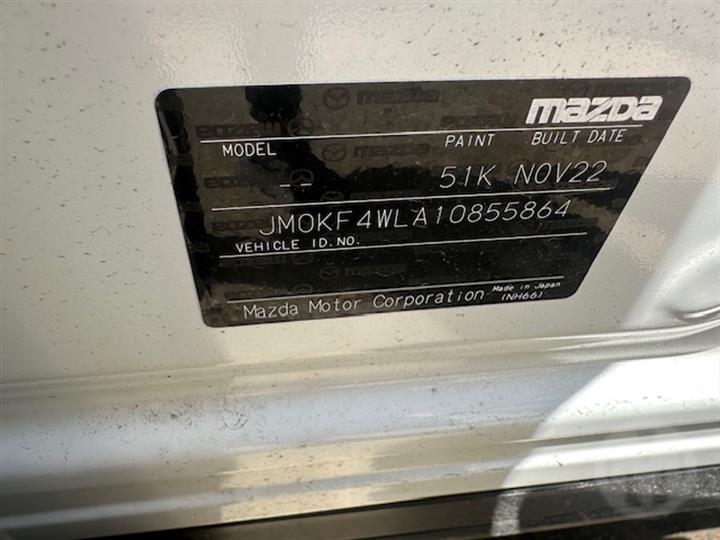 mazda
MODEL PAINT BUILT DATE
-- 51K NOV22
JM0KF4WLA10855864
VEHICLE ID.NO.
Mazda Motor Corporation Made in Japan
(NH66)